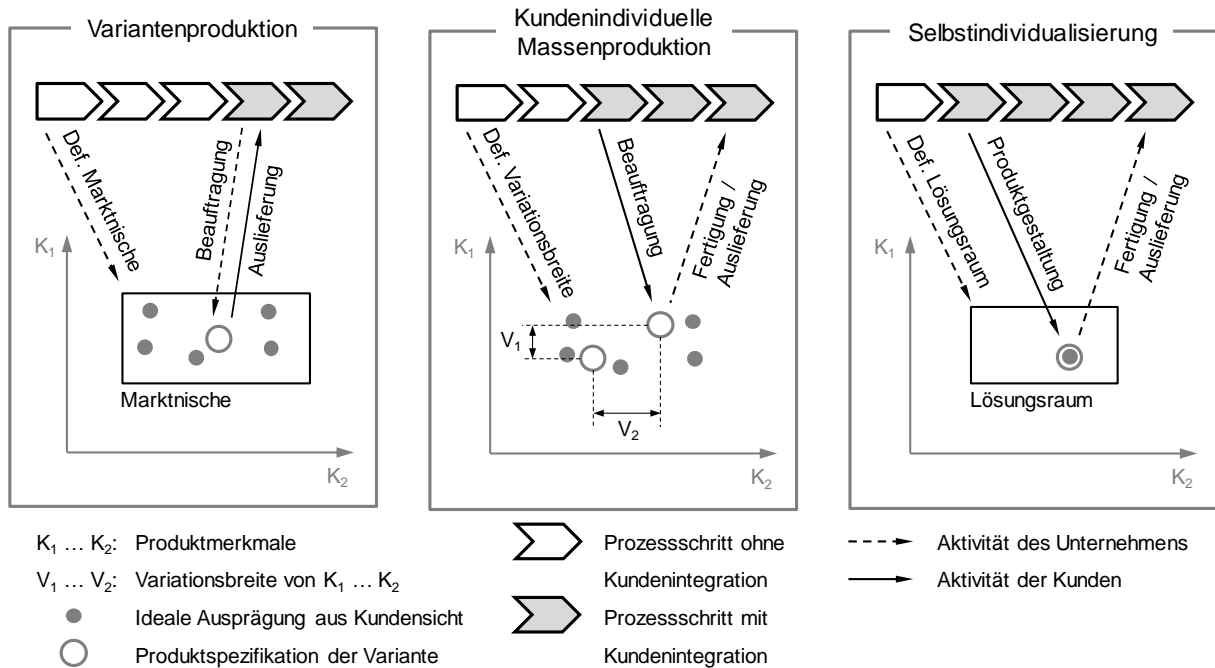 Variantenproduktion
Def. Marktnische
Beauftragung
Auslieferung
K1
Marktnische
K2
Kundenindividuelle
Massenproduktion
Def. Variationsbreite
Beauftragung
Fertigung /
Auslieferung
K1
V1
V2
K2
Selbstindividualisierung
Def. Lösungsraum
Produktgestaltung
Fertigung /
Auslieferung
K1
Lösungsraum
K2
K1 … K2: Produktmerkmale
V1 … V2: Variationsbreite von K1 … K2
Ideale Ausprägung aus Kundensicht
Produktspezifikation der Variante
Prozessschritt ohne
Kundenintegration
Prozessschritt mit
Kundenintegration
Aktivität des Unternehmens
Aktivität der Kunden